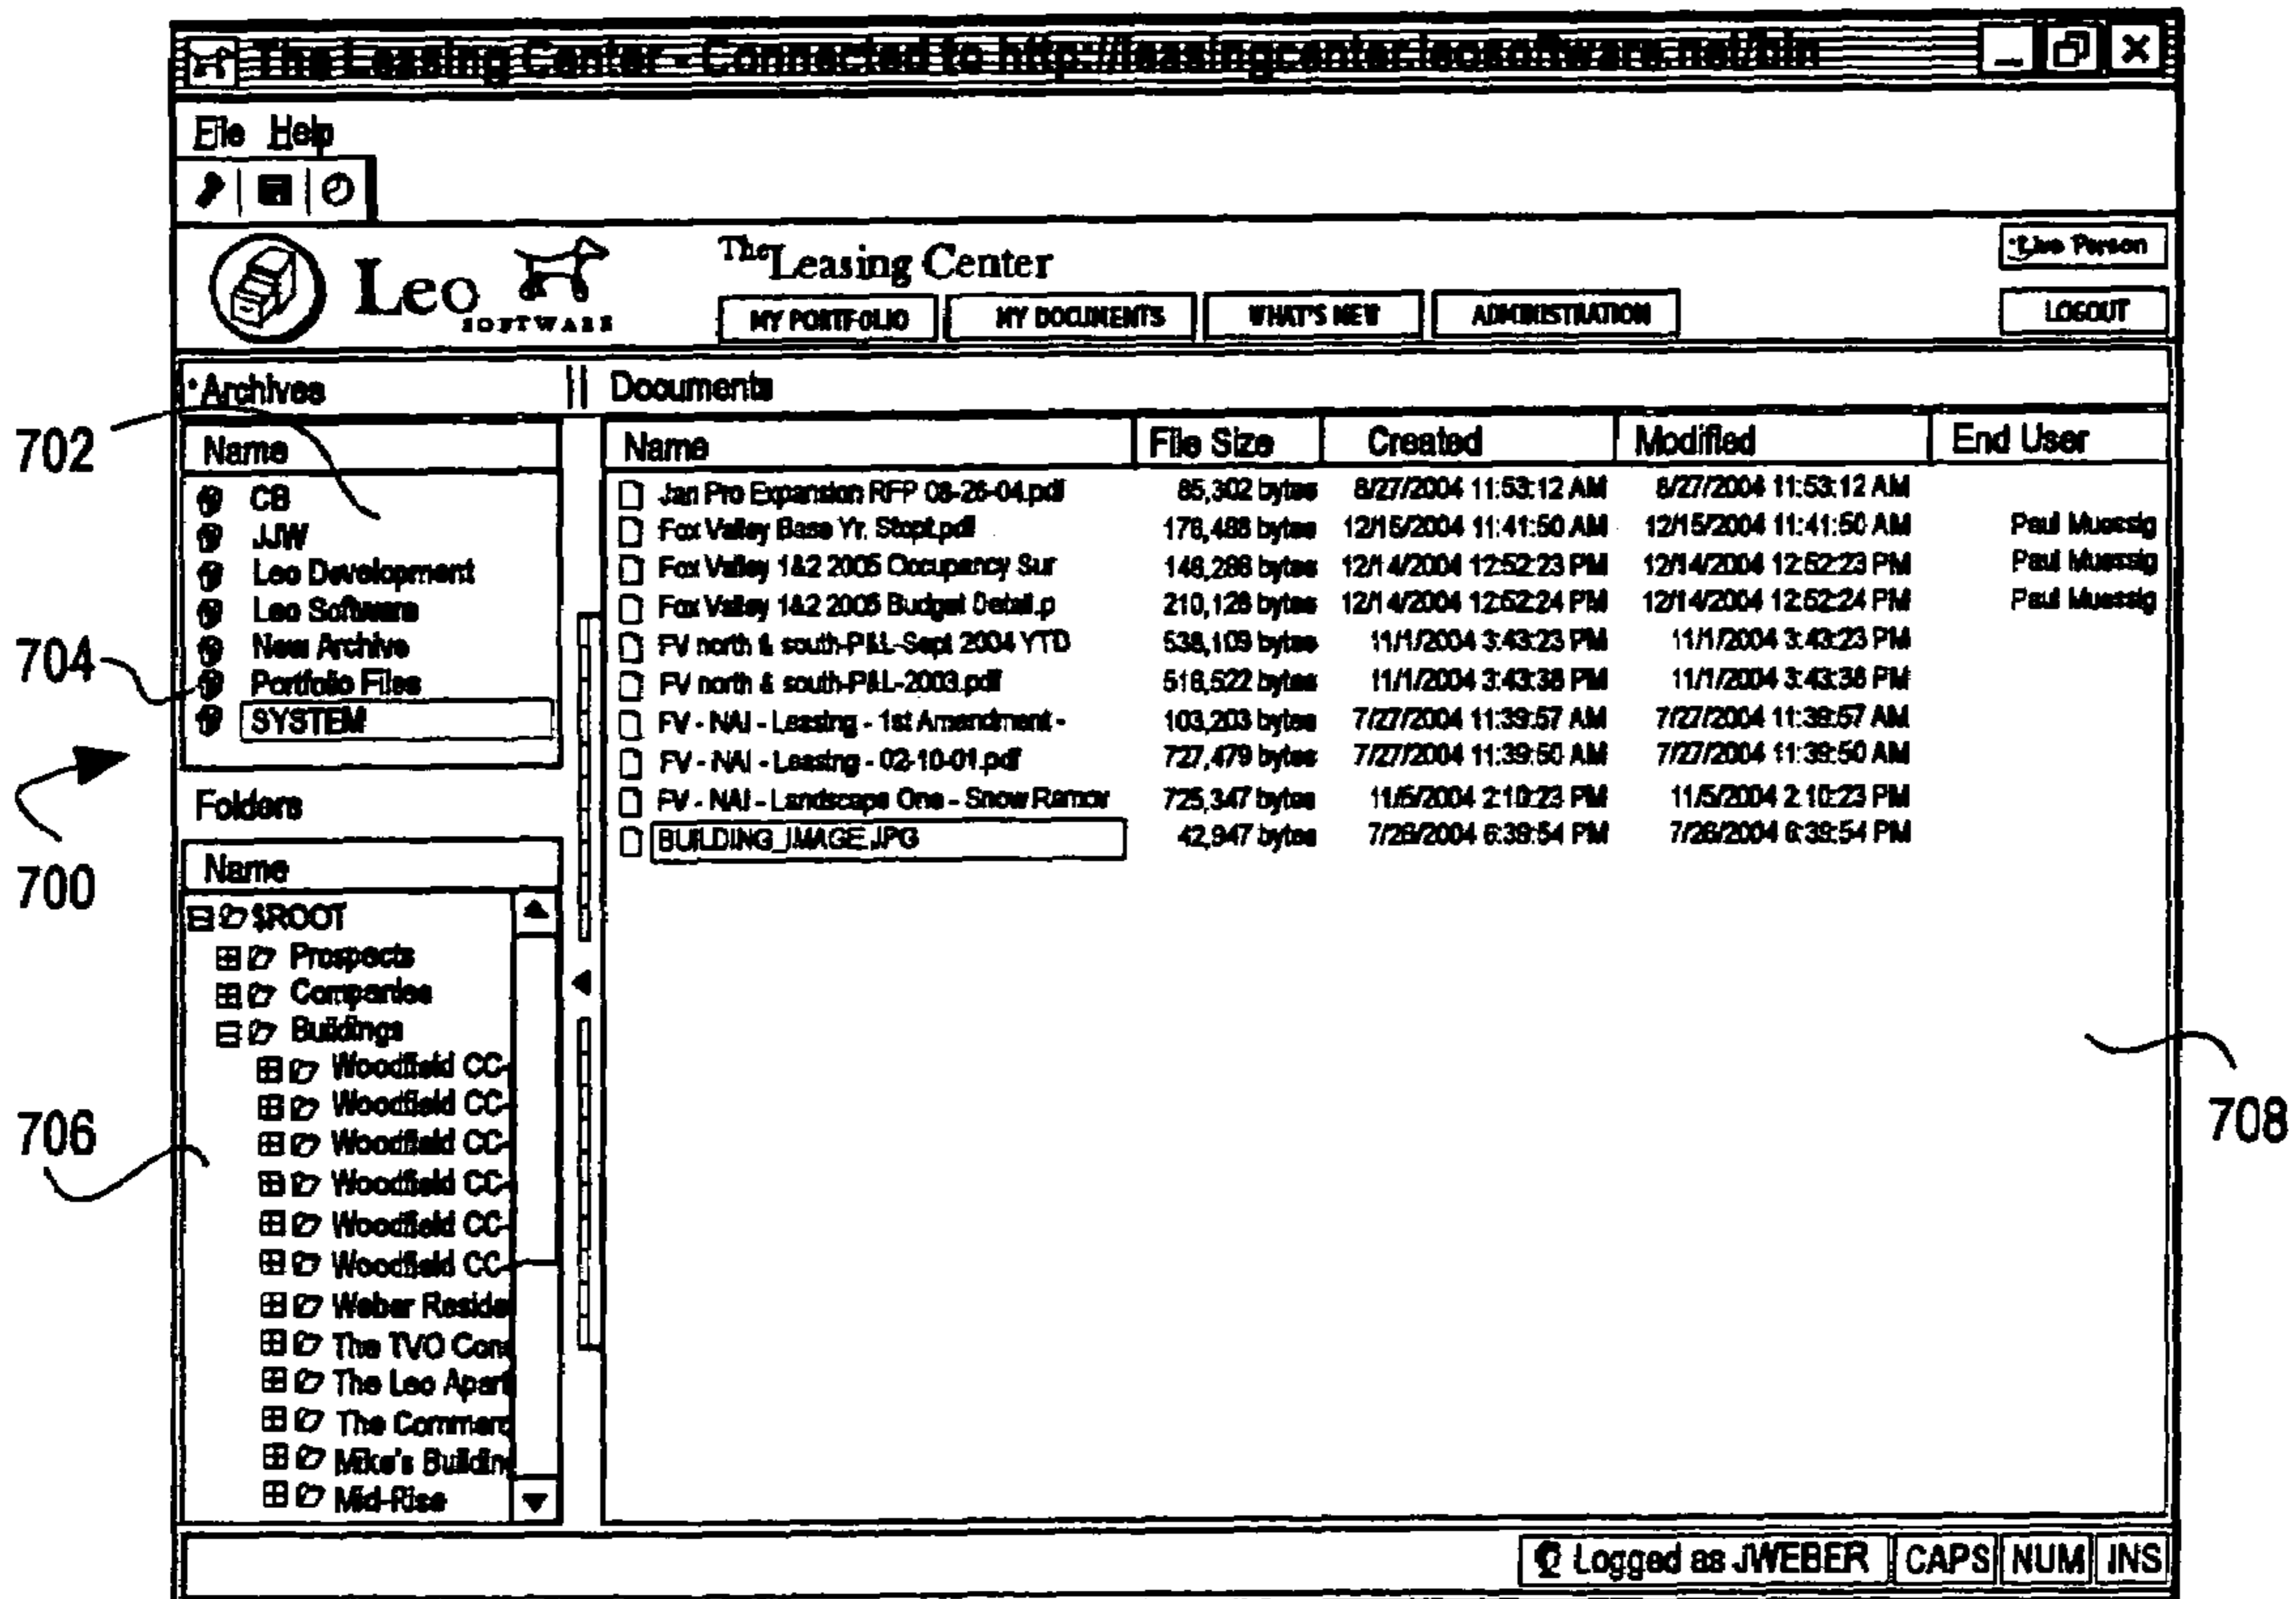 The Leasing Center - Connected to http://leasingcenter.leosoftware.net/bin
File Help
Leo SOFTWARE
The Leasing Center
Live Person
MY PORTFOLIO MY DOCUMENTS WHAT'S NEW ADMINISTRATION LOGOUT
Archives Documents
702
Name Name File Size Created Modified End User
CB Jan Pro Expansion RFP 08-26-04.pdf 85,302 bytes 8/27/2004 11:53:12 AM 8/27/2004 11:53:12 AM
JJW Fox Valley Base Yr. Stopt.pdf 12/15/2004 11:41:50 AM 12/15/2004 11:41:50 AM Paul Muessig
Leo Development Fox Valley 1&2 2005 Occupancy Sur 12/14/2004 12:52:23 PM 12/14/2004 12:52:23 PM Paul Muessig
Leo Software Fox Valley 1&2 2005 Budget Detail.p 210,128 bytes 12/14/2004 12:52:24 PM 12/14/2004 12:52:24 PM Paul Muessig
New Archive FV north & south-P&L-Sept 2004 YTD 538,109 bytes 11/1/2004 3:43:23 PM 11/1/2004 3:43:23 PM
704
Portfolio Files FV north & south-P&L-2003.pdf 11/1/2004 3:43:38 PM 11/1/2004 3:43:38 PM
SYSTEM FV - NAI - Leasing - 1st Amendment - 103,203 bytes 7/27/2004 11:39:57 AM 7/27/2004 11:39:57 AM
FV - NAI - Leasing - 02-10-01.pdf 727,479 bytes 7/27/2004 11:39:50 AM 7/27/2004 11:39:50 AM
Folders FV - NAI - Landscape One - Snow Remov 725,347 bytes 11/5/2004 2:10:23 PM 11/5/2004 2:10:23 PM
BUILDING_IMAGE.JPG 42,947 bytes 7/26/2004 6:39:54 PM 7/26/2004 6:39:54 PM
700
Name
$ROOT
Prospects
Companies
Buildings
Woodfield CC-
Woodfield CC-
706
708
Woodfield CC-
Woodfield CC-
Woodfield CC-
Woodfield CC-
Weber Reside
The TVO Cond
The Leo Apart
The Commerc
Mike's Building
Mid-Rise
Logged as JWEBER CAPS NUM INS